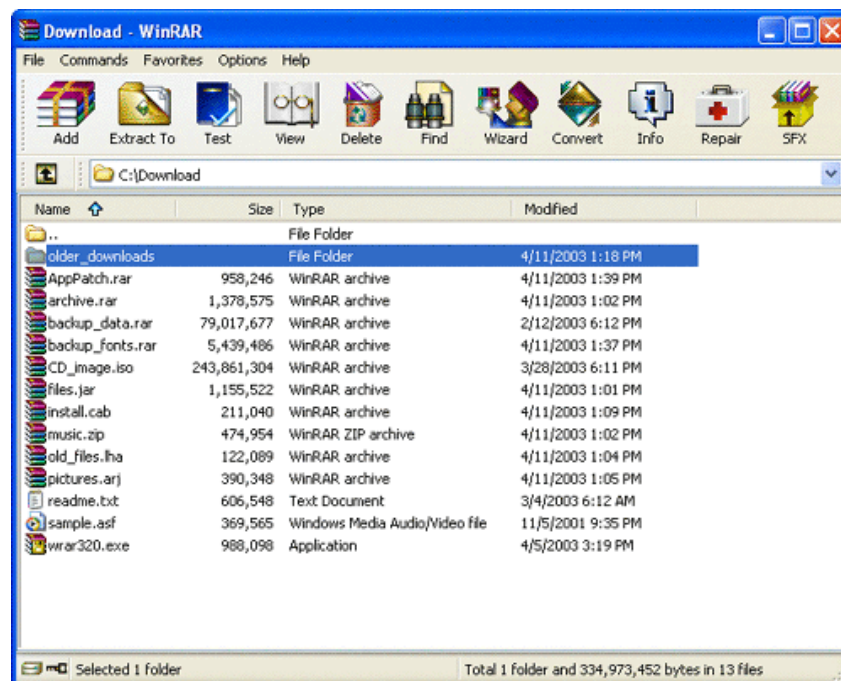 Download - WinRAR
File Commands Favorites Options Help
Add Extract To Test View Delete Find Wizard Convert Info Repair SFX
C:\Download
Name Size Type Modified
.. File Folder
older_downloads File Folder 4/11/2003 1:18 PM
AppPatch.rar 958,246 WinRAR archive 4/11/2003 1:39 PM
archive.rar 1,378,575 WinRAR archive 4/11/2003 1:02 PM
backup_data.rar 79,017,677 WinRAR archive 2/12/2003 6:12 PM
backup_fonts.rar 5,439,486 WinRAR archive 4/11/2003 1:37 PM
CD_image.iso 243,861,304 WinRAR archive 3/28/2003 6:11 PM
files.jar 1,155,522 WinRAR archive 4/11/2003 1:01 PM
install.cab 211,040 WinRAR archive 4/11/2003 1:09 PM
music.zip 474,954 WinRAR ZIP archive 4/11/2003 1:02 PM
old_files.lha 122,089 WinRAR archive 4/11/2003 1:04 PM
pictures.arj 390,348 WinRAR archive 4/11/2003 1:05 PM
readme.txt 606,548 Text Document 3/4/2003 6:12 AM
sample.asf 369,565 Windows Media Audio/Video file 11/5/2001 9:35 PM
wrar320.exe 988,098 Application 4/5/2003 3:19 PM
Selected 1 folder Total 1 folder and 334,973,452 bytes in 13 files